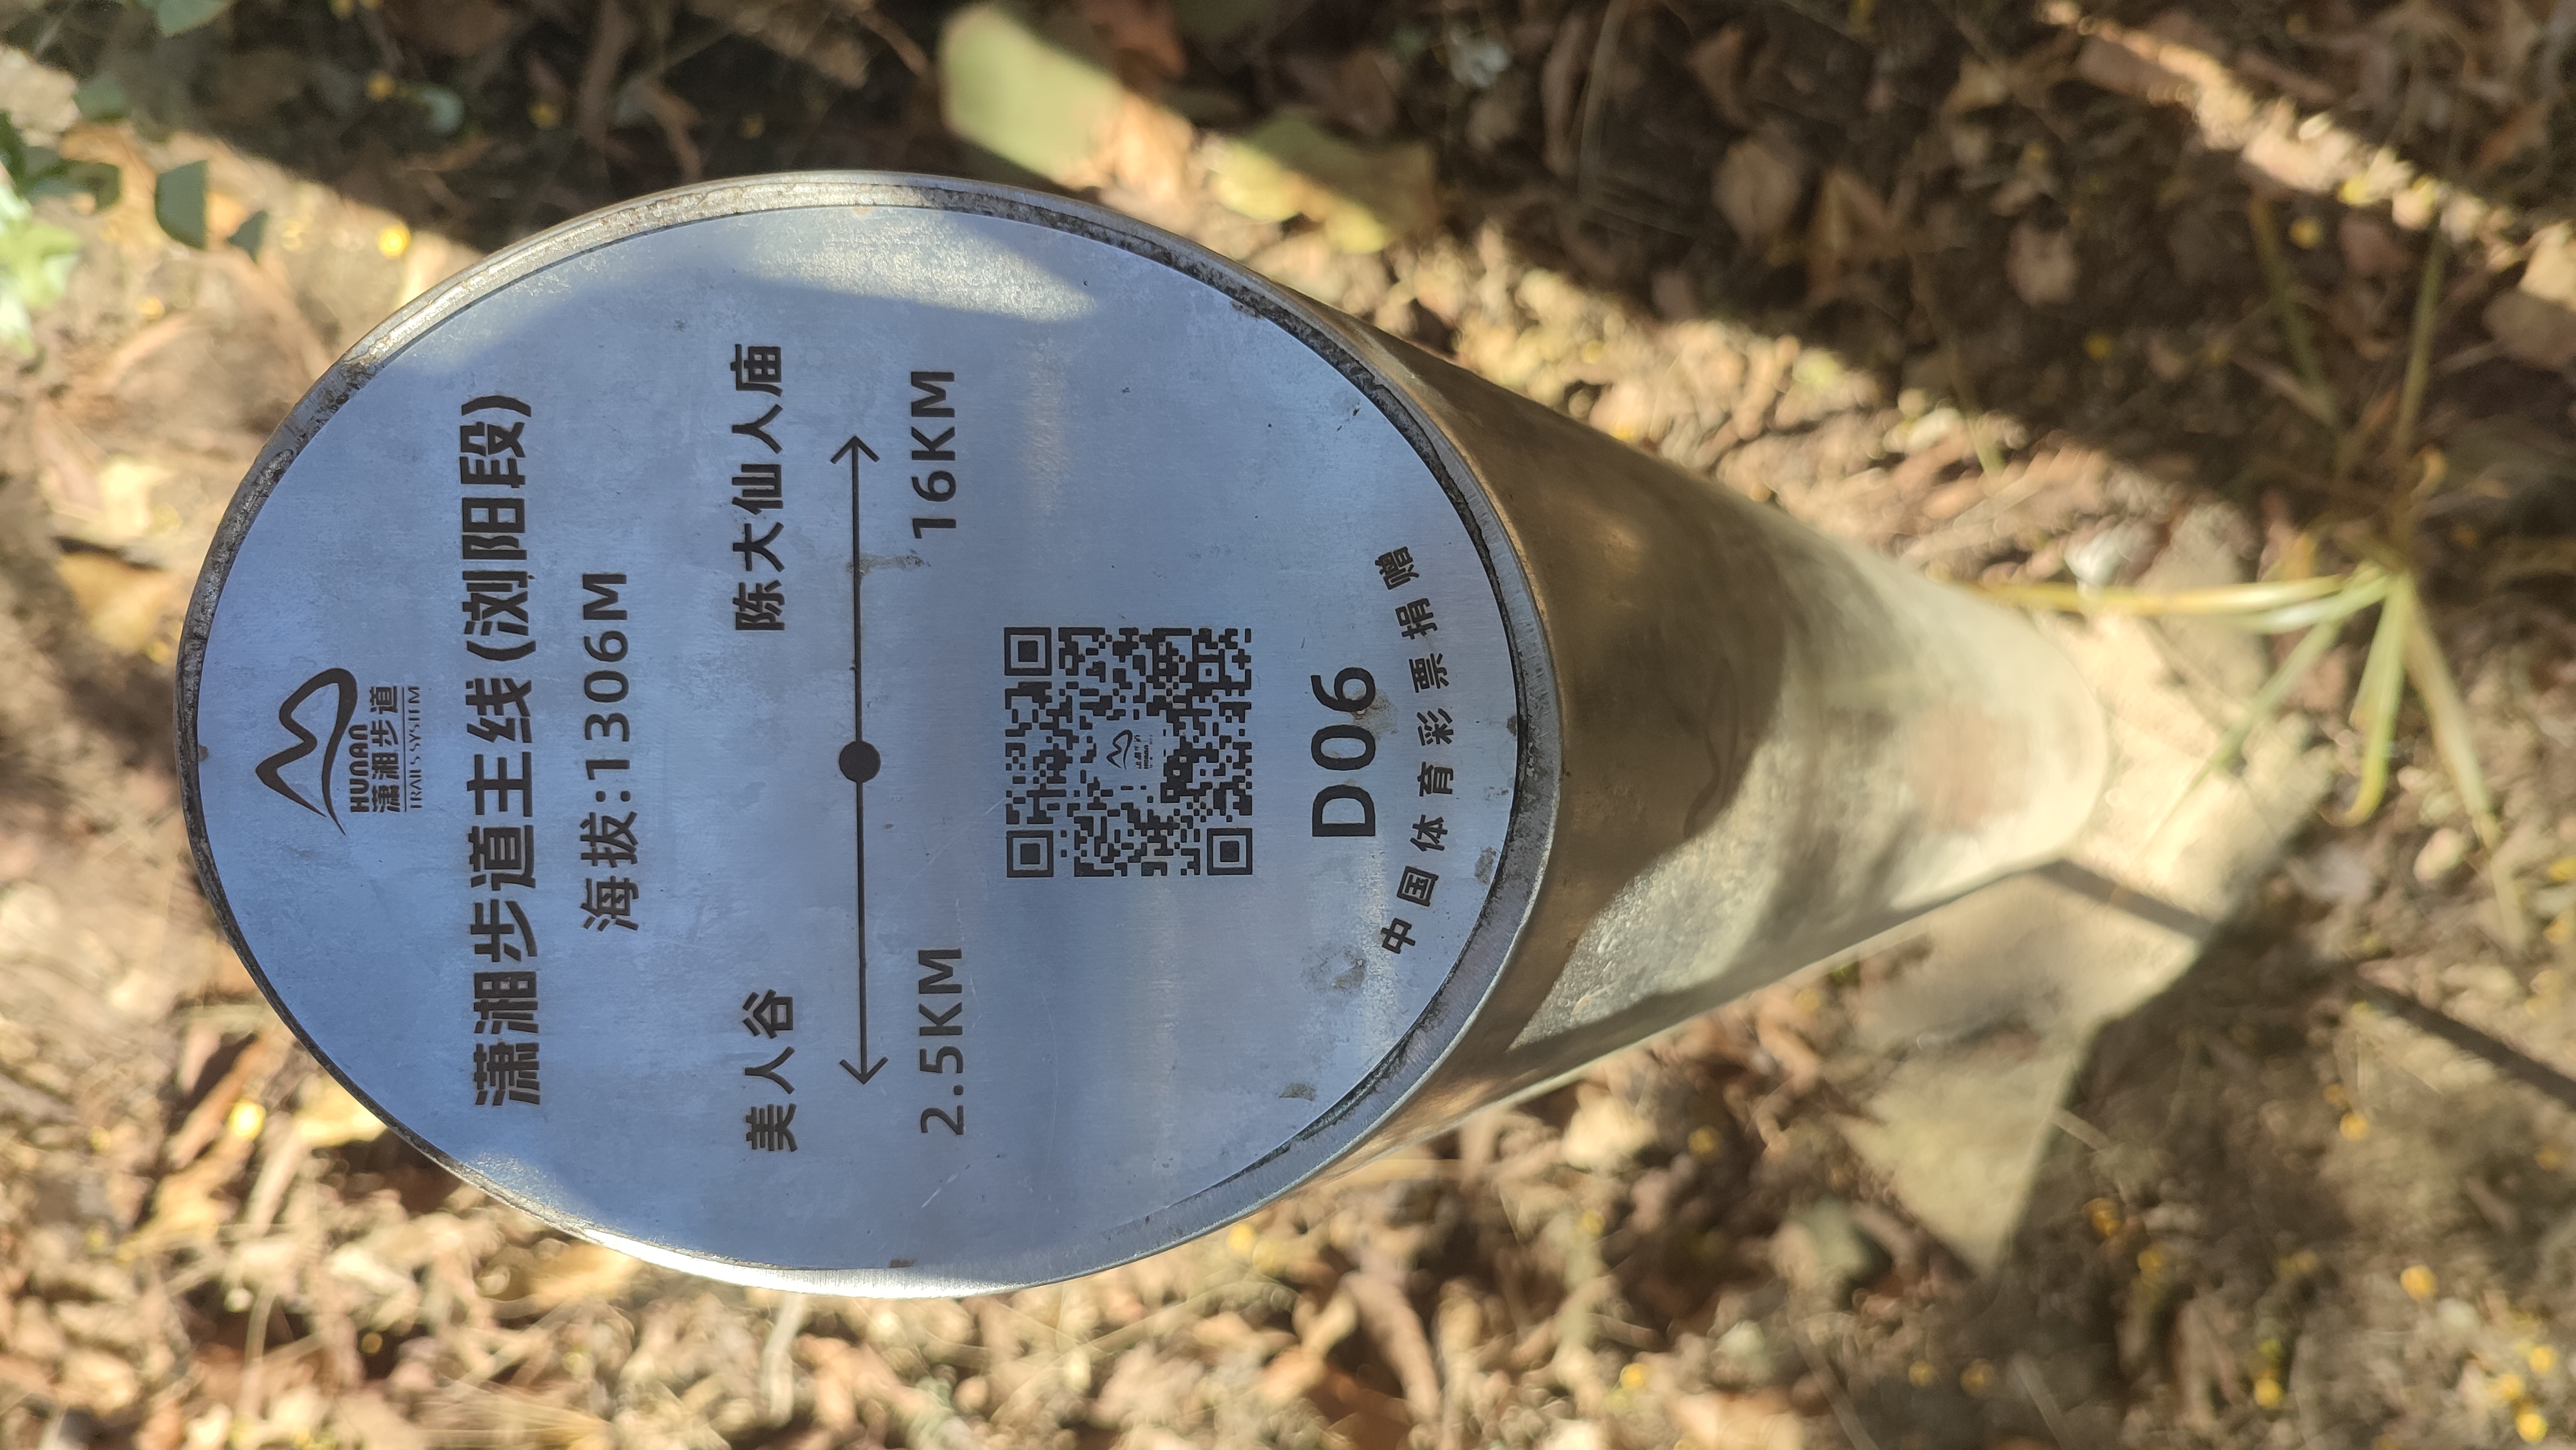 HUNAN
潇湘步道
TRAILS SYSTEM
潇湘步道主线(浏阳段)
海拔:1306M
美人谷 陈大仙人庙
2.5KM 16KM
D06
中国体育彩票捐赠